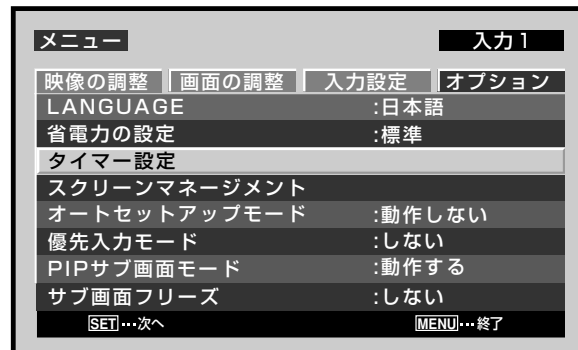 メニュー 入力1
映像の調整 画面の調整 入力設定 オプション
LANGUAGE :日本語
省電力の設定 :標準
タイマー設定
スクリーンマネージメント
オートセットアップモード :動作しない
優先入力モード :しない
PIPサブ画面モード :動作する
サブ画面フリーズ :しない
SET…次へ MENU…終了